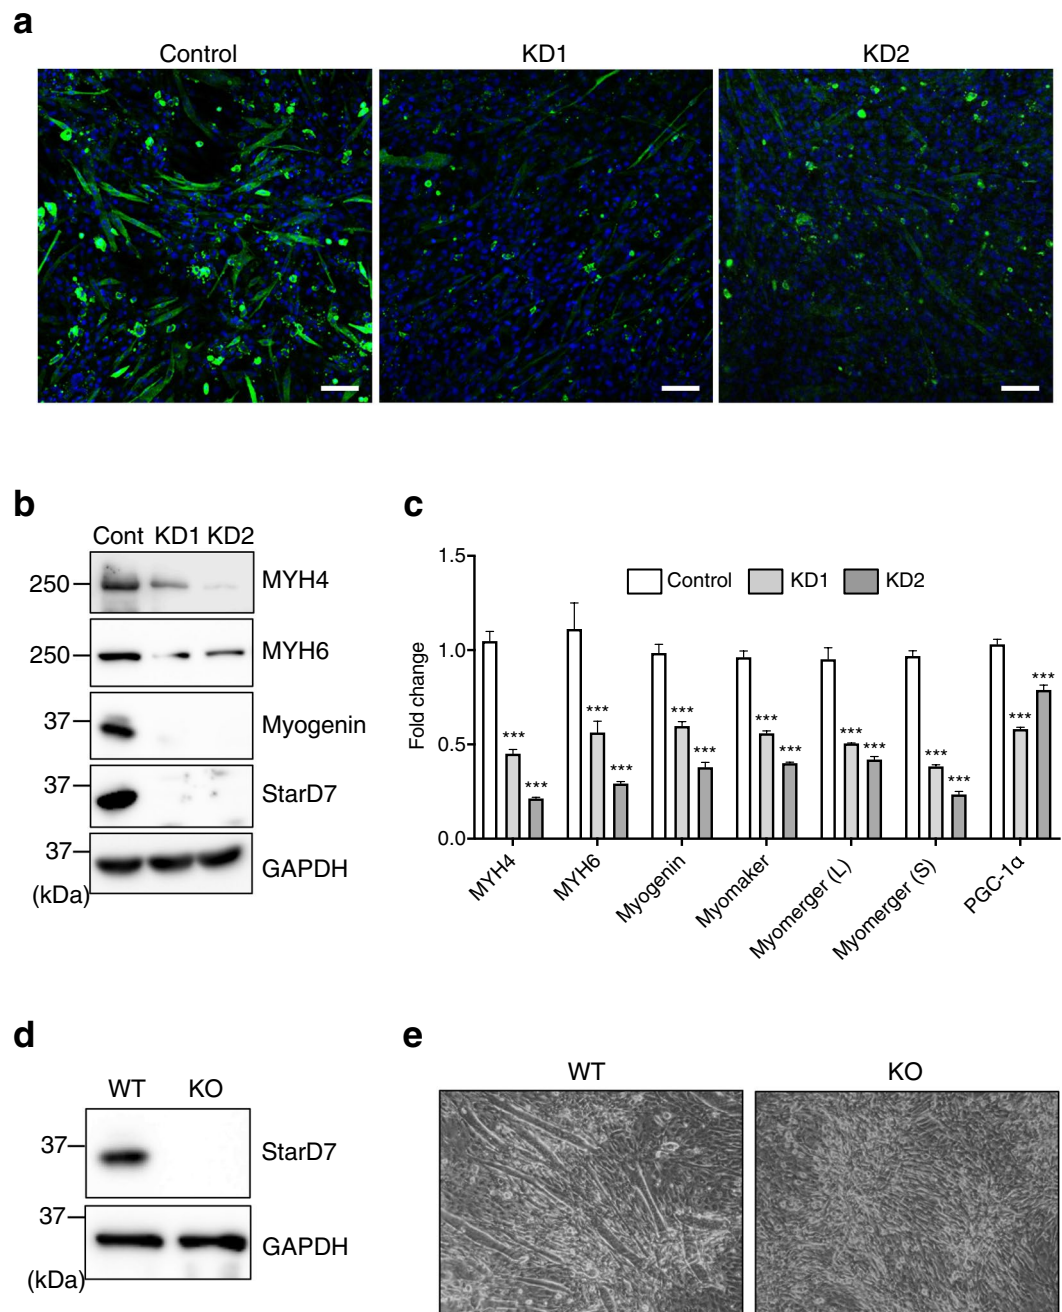 a
Control KD1 KD2
b
Cont KD1 KD2
250 MYH4
250 MYH6
37 Myogenin
37 StarD7
37 GAPDH
(kDa)
c
1.5
1.0
0.5
0.0
Fold change
Control KD1 KD2
*** *** *** *** *** *** *** *** *** *** *** *** *** ***
MYH4 MYH6 Myogenin Myomaker Myomerger (L) Myomerger (S) PGC-1α
d
WT KO
37 StarD7
37 GAPDH
(kDa)
e
WT KO